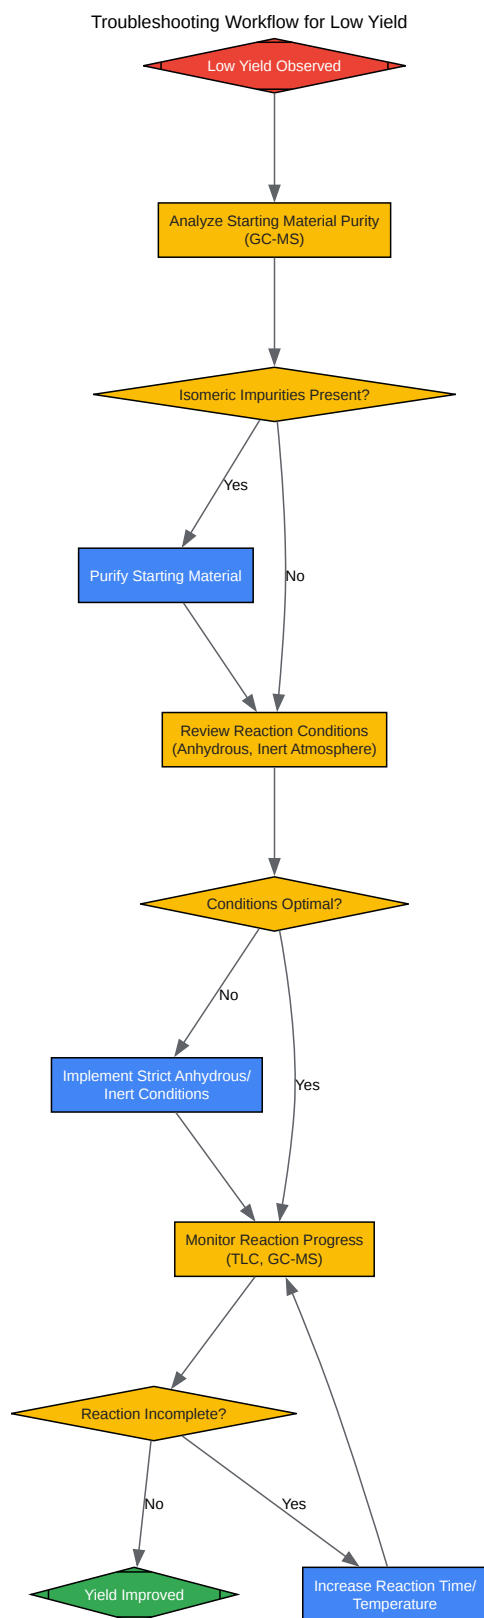 Troubleshooting Workflow for Low Yield
Low Yield Observed
Analyze Starting Material Purity
(GC-MS)
Isomeric Impurities Present?
Yes
Purify Starting Material
No
Review Reaction Conditions
(Anhydrous, Inert Atmosphere)
Conditions Optimal?
No
Implement Strict Anhydrous/
Inert Conditions
Yes
Monitor Reaction Progress
(TLC, GC-MS)
Reaction Incomplete?
No
Yes
Yield Improved
Increase Reaction Time/
Temperature